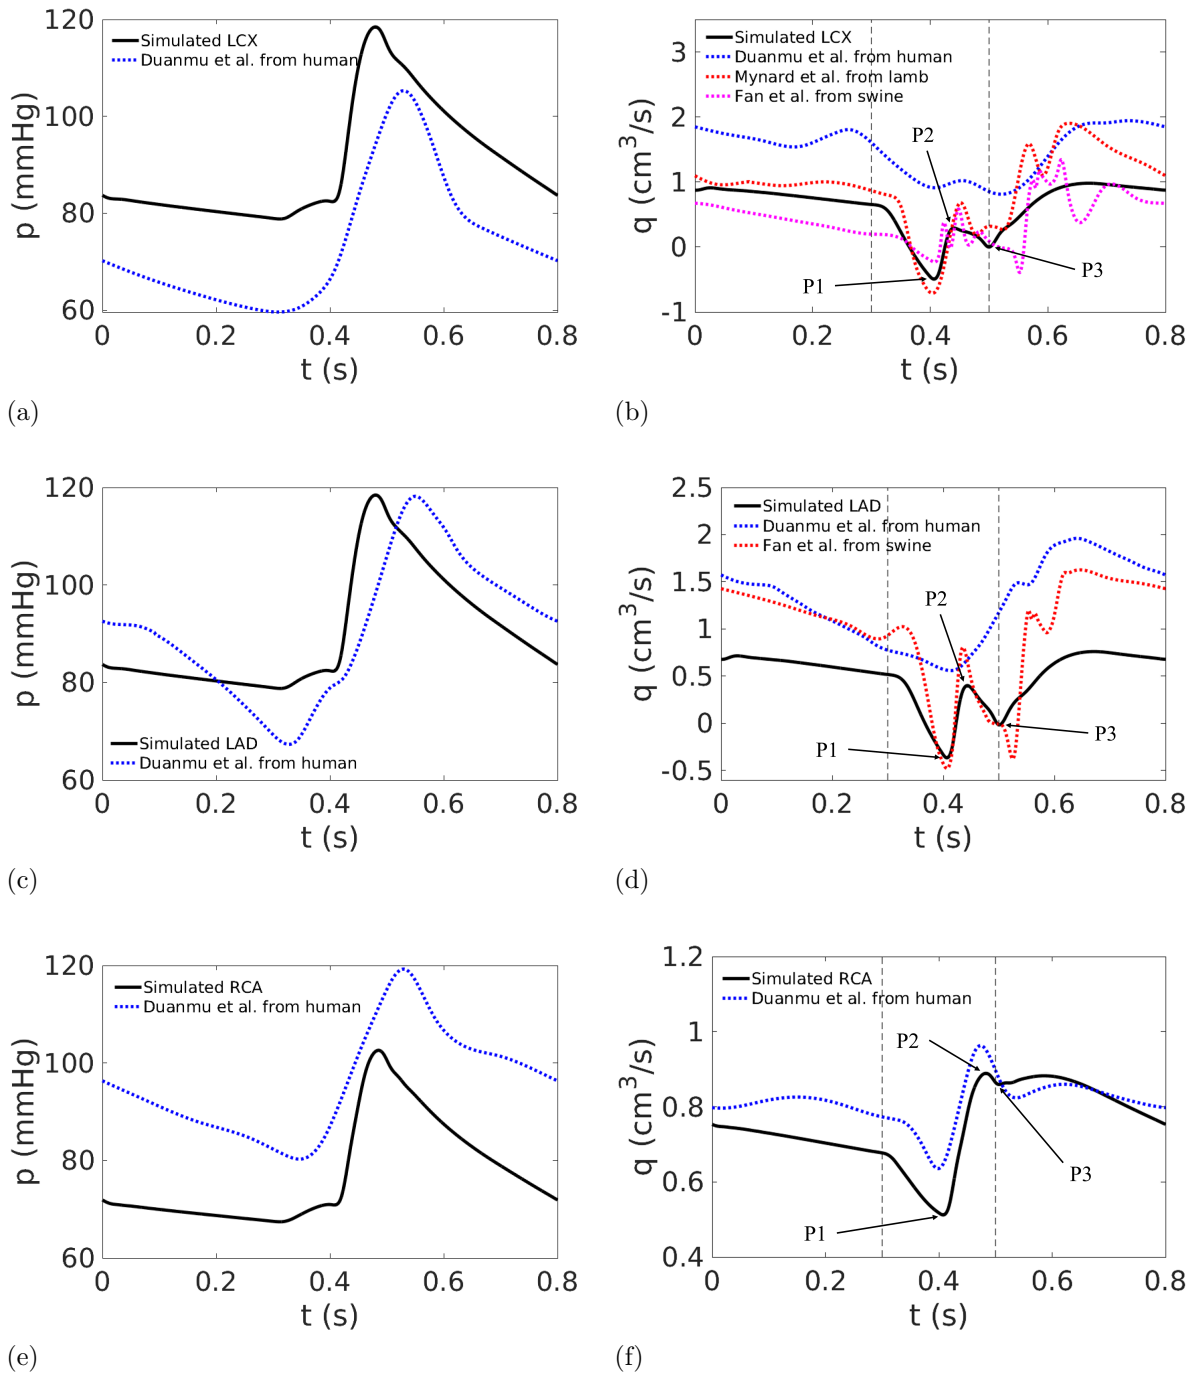 120
100
80
60
p (mmHg)
Simulated LCX
Duanmu et al. from human
0
0.2
0.4
0.6
0.8
t (s)
(a)
3
2
1
0
-1
q (cm³/s)
Simulated LCX
Duanmu et al. from human
Mynard et al. from lamb
Fan et al. from swine
P2
P1
P3
0
0.2
0.4
0.6
0.8
t (s)
(b)
120
100
80
60
p (mmHg)
Simulated LAD
Duanmu et al. from human
0
0.2
0.4
0.6
0.8
t (s)
(c)
2.5
2
1.5
1
0.5
0
-0.5
q (cm³/s)
Simulated LAD
Duanmu et al. from human
Fan et al. from swine
P2
P1
P3
0
0.2
0.4
0.6
0.8
t (s)
(d)
120
100
80
60
p (mmHg)
Simulated RCA
Duanmu et al. from human
0
0.2
0.4
0.6
0.8
t (s)
(e)
1.2
1
0.8
0.6
0.4
q (cm³/s)
Simulated RCA
Duanmu et al. from human
P2
P3
P1
0
0.2
0.4
0.6
0.8
t (s)
(f)